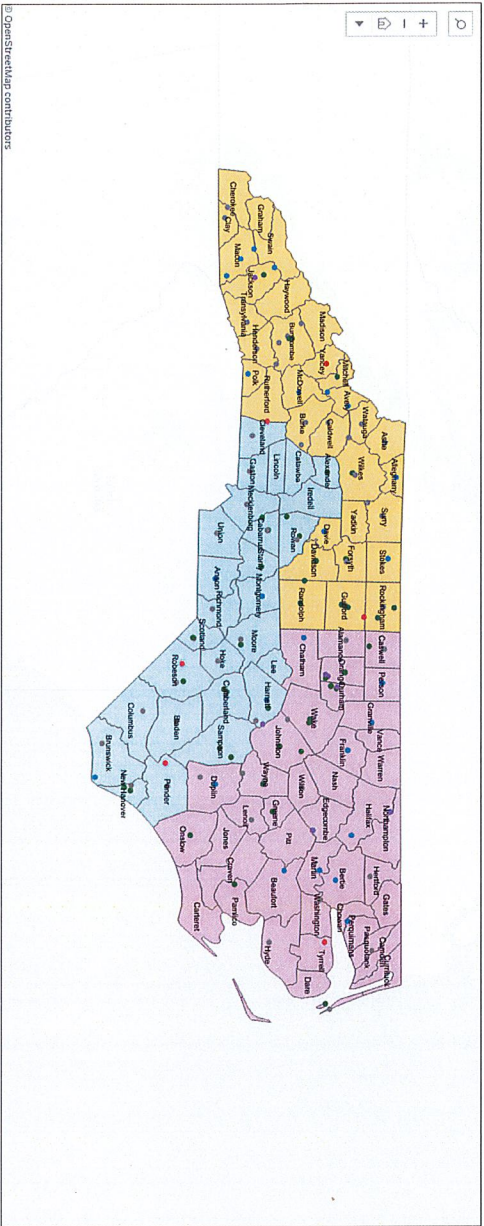 +
−
Cherokee
Clay
Graham
Swain
Macon
Jackson
Haywood
Transylvania
Madison
Buncombe
Henderson
Yancey
Mitchell
Avery
McDowell
Polk
Rutherford
Watauga
Caldwell
Burke
Cleveland
Ashe
Alleghany
Wilkes
Alexander
Catawba
Lincoln
Gaston
Mecklenburg
Iredell
Surry
Yadkin
Davie
Rowan
Cabarrus
Stanly
Union
Stokes
Forsyth
Davidson
Rockingham
Guilford
Randolph
Montgomery
Anson
Richmond
Caswell
Alamance
Chatham
Moore
Scotland
Hoke
Lee
Person
Orange
Durham
Granville
Wake
Harnett
Cumberland
Robeson
Vance
Warren
Franklin
Johnston
Sampson
Bladen
Columbus
Brunswick
New Hanover
Pender
Nash
Wilson
Wayne
Duplin
Northampton
Halifax
Edgecombe
Greene
Lenoir
Jones
Onslow
Hertford
Bertie
Martin
Pitt
Craven
Pamlico
Carteret
Gates
Chowan
Perquimans
Pasquotank
Camden
Currituck
Washington
Beaufort
Tyrrell
Hyde
Dare
© OpenStreetMap contributors